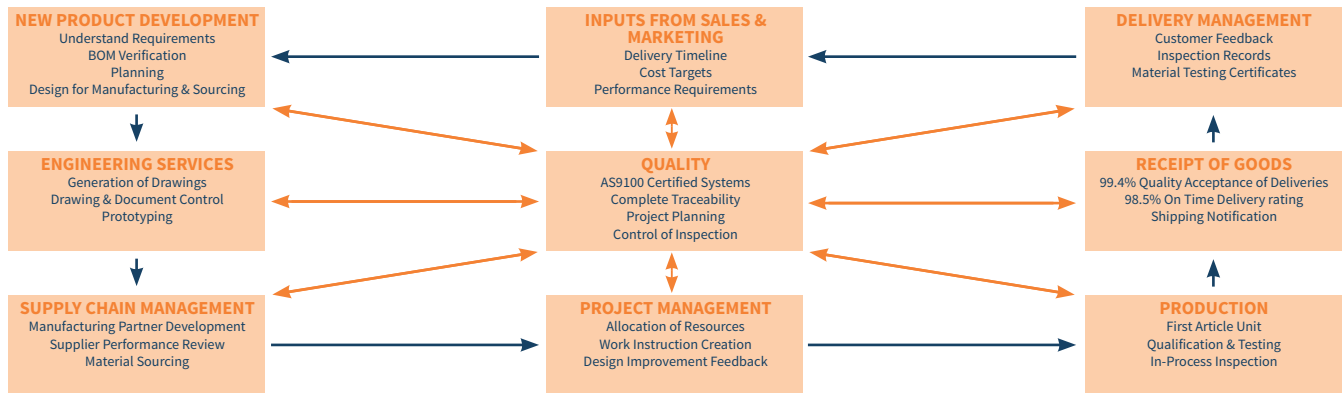 NEW PRODUCT DEVELOPMENT
Understand Requirements
BOM Verification
Planning
Design for Manufacturing & Sourcing
INPUTS FROM SALES &
MARKETING
Delivery Timeline
Cost Targets
Performance Requirements
DELIVERY MANAGEMENT
Customer Feedback
Inspection Records
Material Testing Certificates
ENGINEERING SERVICES
Generation of Drawings
Drawing & Document Control
Prototyping
QUALITY
AS9100 Certified Systems
Complete Traceability
Project Planning
Control of Inspection
RECEIPT OF GOODS
99.4% Quality Acceptance of Deliveries
98.5% On Time Delivery rating
Shipping Notification
SUPPLY CHAIN MANAGEMENT
Manufacturing Partner Development
Supplier Performance Review
Material Sourcing
PROJECT MANAGEMENT
Allocation of Resources
Work Instruction Creation
Design Improvement Feedback
PRODUCTION
First Article Unit
Qualification & Testing
In-Process Inspection